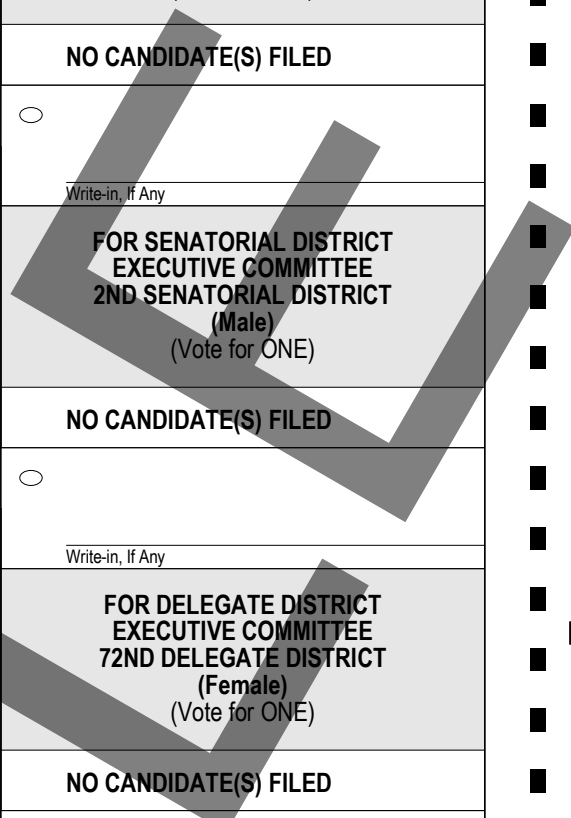 NO CANDIDATE(S) FILED
Write-in, If Any
FOR SENATORIAL DISTRICT
EXECUTIVE COMMITTEE
2ND SENATORIAL DISTRICT
(Male)
(Vote for ONE)
NO CANDIDATE(S) FILED
Write-in, If Any
FOR DELEGATE DISTRICT
EXECUTIVE COMMITTEE
72ND DELEGATE DISTRICT
(Female)
(Vote for ONE)
NO CANDIDATE(S) FILED